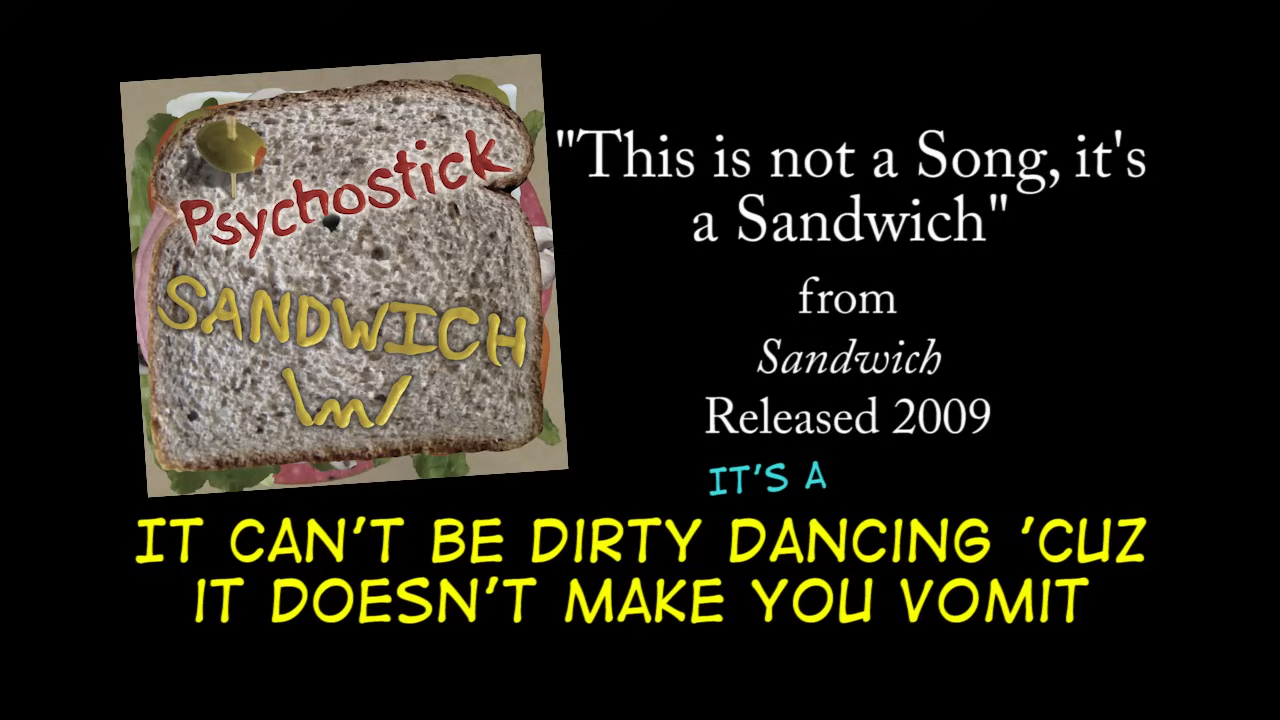 Psychostick
SANDWICH
\m/
"This is not a Song, it's
a Sandwich"
from
Sandwich
Released 2009
IT'S A
IT CAN'T BE DIRTY DANCING 'CUZ
IT DOESN'T MAKE YOU VOMIT